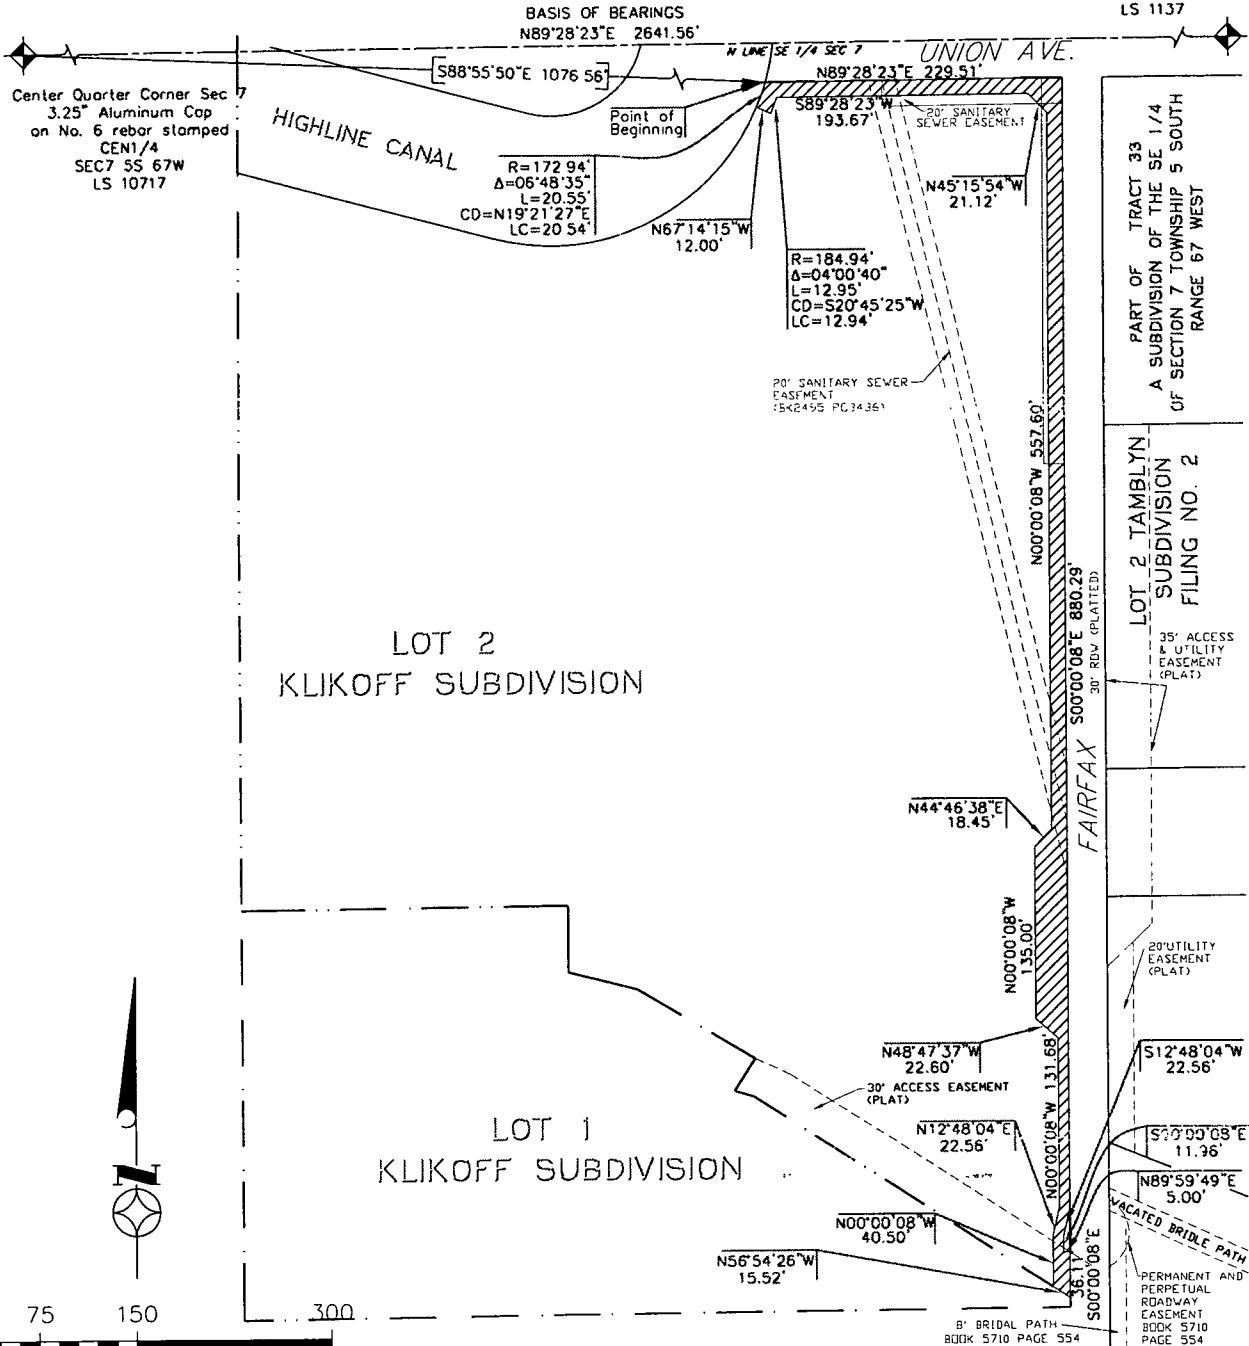 BASIS OF BEARINGS
N89°28'23"E 2641.56'
LS 1137
N LINE SE 1/4 SEC 7
UNION AVE.
S88°55'50"E 1076 56'
N89°28'23"E 229.51'
Center Quarter Corner Sec 7
3.25" Aluminum Cap
on No. 6 rebar stamped
CEN1/4
SEC7 5S 67W
LS 10717
HIGHLINE CANAL
Point of
Beginning
S89°28'23"W
193.67'
20' SANITARY
SEWER EASEMENT
R=172 94'
Δ=06°48'35"
L=20.55'
CD=N19°21'27"E
LC=20 54'
N67°14'15"W
12.00'
N45°15'54"W
21.12'
R=184.94'
Δ=04°00'40"
L=12.95'
CD=S20°45'25"W
LC=12.94'
PART OF TRACT 33
A SUBDIVISION OF THE SE 1/4
OF SECTION 7 TOWNSHIP 5 SOUTH
RANGE 67 WEST
20' SANITARY SEWER
EASEMENT
N00°00'08"W 557.60'
LOT 2 TAMBLYN
SUBDIVISION
FILING NO. 2
S00°00'08"E 880.29'
30' ROW (PLATTED)
35' ACCESS
& UTILITY
EASEMENT
(PLAT)
LOT 2
KLIKOFF SUBDIVISION
FAIRFAX
N44°46'38"E
18.45'
N00°00'08"W
135.00'
20'UTILITY
EASEMENT
(PLAT)
N48°47'37"W
22.60'
N00°00'08"W 131.68'
S12°48'04"W
22.56'
30' ACCESS EASEMENT
(PLAT)
LOT 1
KLIKOFF SUBDIVISION
N12°48'04"E
22.56'
11.96'
N89°59'49"E
5.00'
VACATED BRIDLE PATH
N00°00'08"W
40.50'
N56°54'26"W
15.52'
36.11'
S00°00'08"E
PERMANENT AND
PERPETUAL
ROADWAY
EASEMENT
BOOK 5710
PAGE 554
8' BRIDAL PATH
BOOK 5710 PAGE 554
N
75 150 300